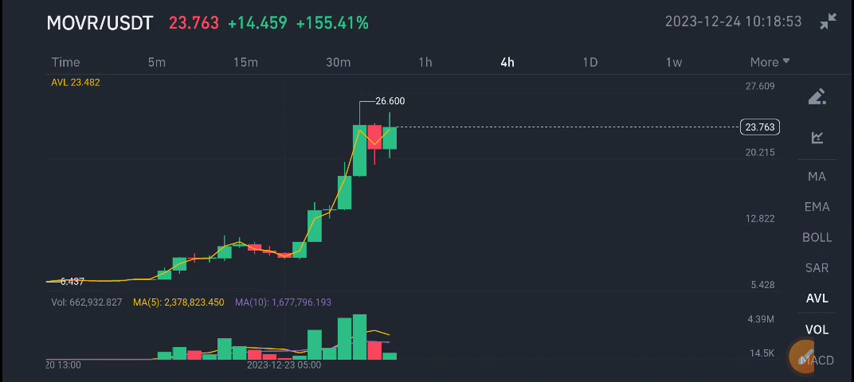 MOVR/USDT 23.763 +14.459 +155.41% 2023-12-24 10:18:53
Time 5m 15m 30m 1h 4h 1D 1w More
AVL 23.482
27.609
26.600
23.763
20.215
MA
EMA
12.822
BOLL
SAR
6.437
5.428
AVL
Vol: 662,932.827 MA(5): 2,378,823.450 MA(10): 1,677,796.193
4.39M
VOL
14.5K
MACD
20 13:00 2023-12-23 05:00